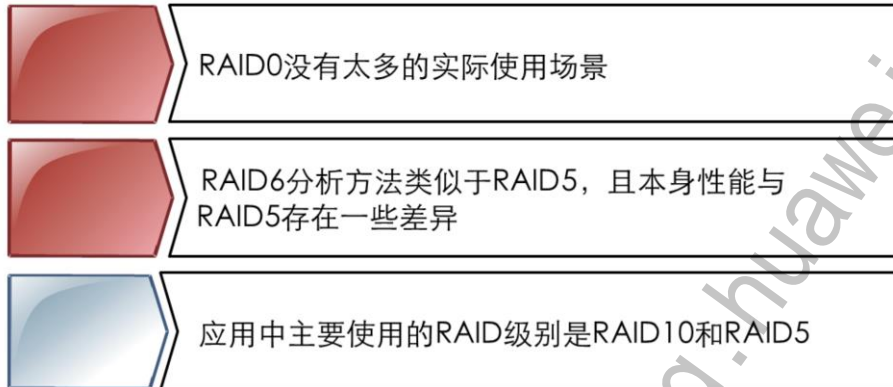 RAID0没有太多的实际使用场景
RAID6分析方法类似于RAID5，且本身性能与
RAID5存在一些差异
应用中主要使用的RAID级别是RAID10和RAID5
g.huawei